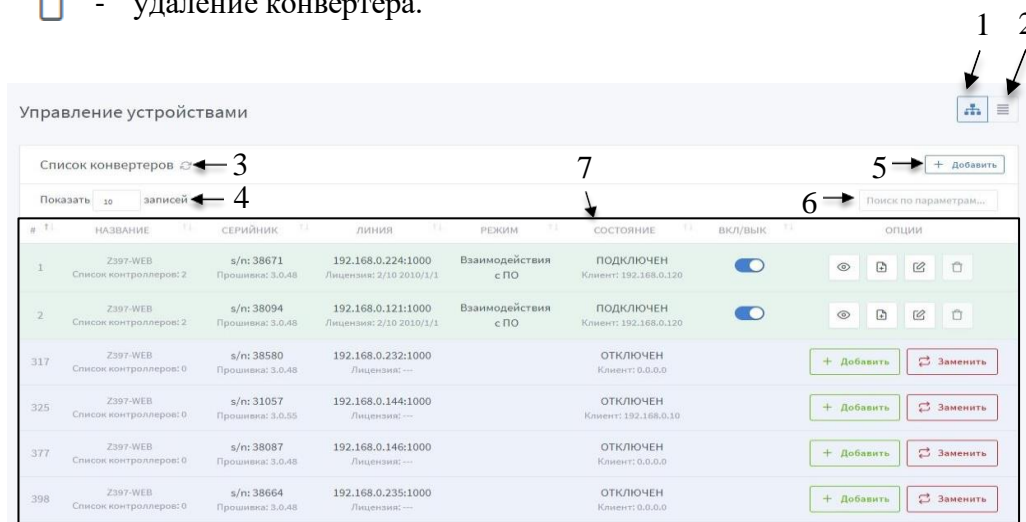 - удаление конвертера.
1 2
Управление устройствами
Список конвертеров 3 7 5 + Добавить
Показать 10 записей 4 6 Поиск по параметрам...
# НАЗВАНИЕ СЕРИЙНИК ЛИНИЯ РЕЖИМ СОСТОЯНИЕ ВКЛ/ВЫК ОПЦИИ
1 Z397-WEB s/n: 38671 192.168.0.224:1000 Взаимодействия ПОДКЛЮЧЕН
Список контроллеров: 2 Прошивка: 3.0.48 Лицензия: 2/10 2010/1/1 с ПО Клиент: 192.168.0.120
2 Z397-WEB s/n: 38094 192.168.0.121:1000 Взаимодействия ПОДКЛЮЧЕН
Список контроллеров: 2 Прошивка: 3.0.48 Лицензия: 2/10 2010/1/1 с ПО Клиент: 192.168.0.120
317 Z397-WEB s/n: 38580 192.168.0.232:1000 ОТКЛЮЧЕН + Добавить Заменить
Список контроллеров: 0 Прошивка: 3.0.48 Лицензия: --- Клиент: 0.0.0.0
325 Z397-WEB s/n: 31057 192.168.0.144:1000 ОТКЛЮЧЕН + Добавить Заменить
Список контроллеров: 0 Прошивка: 3.0.55 Лицензия: --- Клиент: 192.168.0.10
377 Z397-WEB s/n: 38087 192.168.0.146:1000 ОТКЛЮЧЕН + Добавить Заменить
Список контроллеров: 0 Прошивка: 3.0.48 Лицензия: --- Клиент: 0.0.0.0
398 Z397-WEB s/n: 38664 192.168.0.235:1000 ОТКЛЮЧЕН + Добавить Заменить
Список контроллеров: 0 Прошивка: 3.0.48 Лицензия: --- Клиент: 0.0.0.0